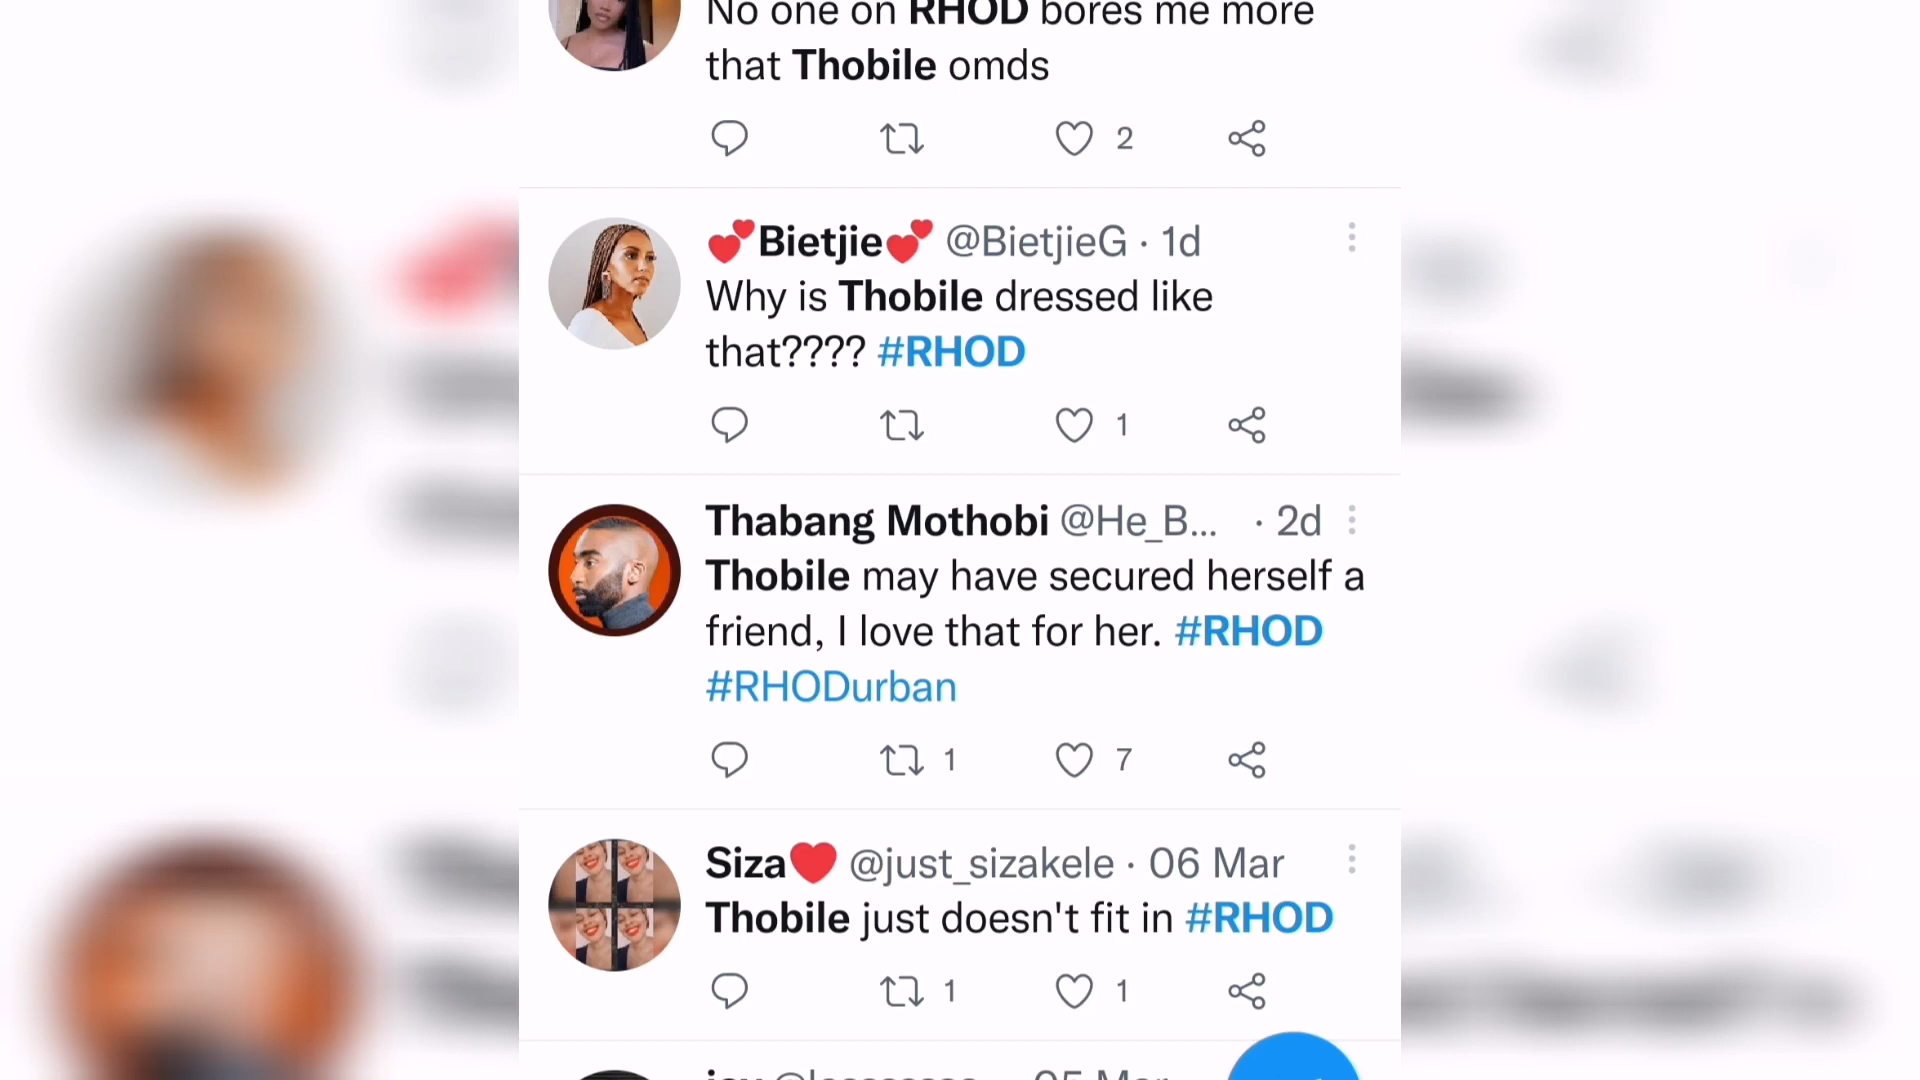 No one on RHOD bores me more
that Thobile omds
2
💕Bietjie💕 @BietjieG · 1d
Why is Thobile dressed like
that???? #RHOD
1
Thabang Mothobi @He_B... · 2d
Thobile may have secured herself a
friend, I love that for her. #RHOD
#RHODurban
1 7
Siza❤️ @just_sizakele · 06 Mar
Thobile just doesn't fit in #RHOD
1 1
05 Mar